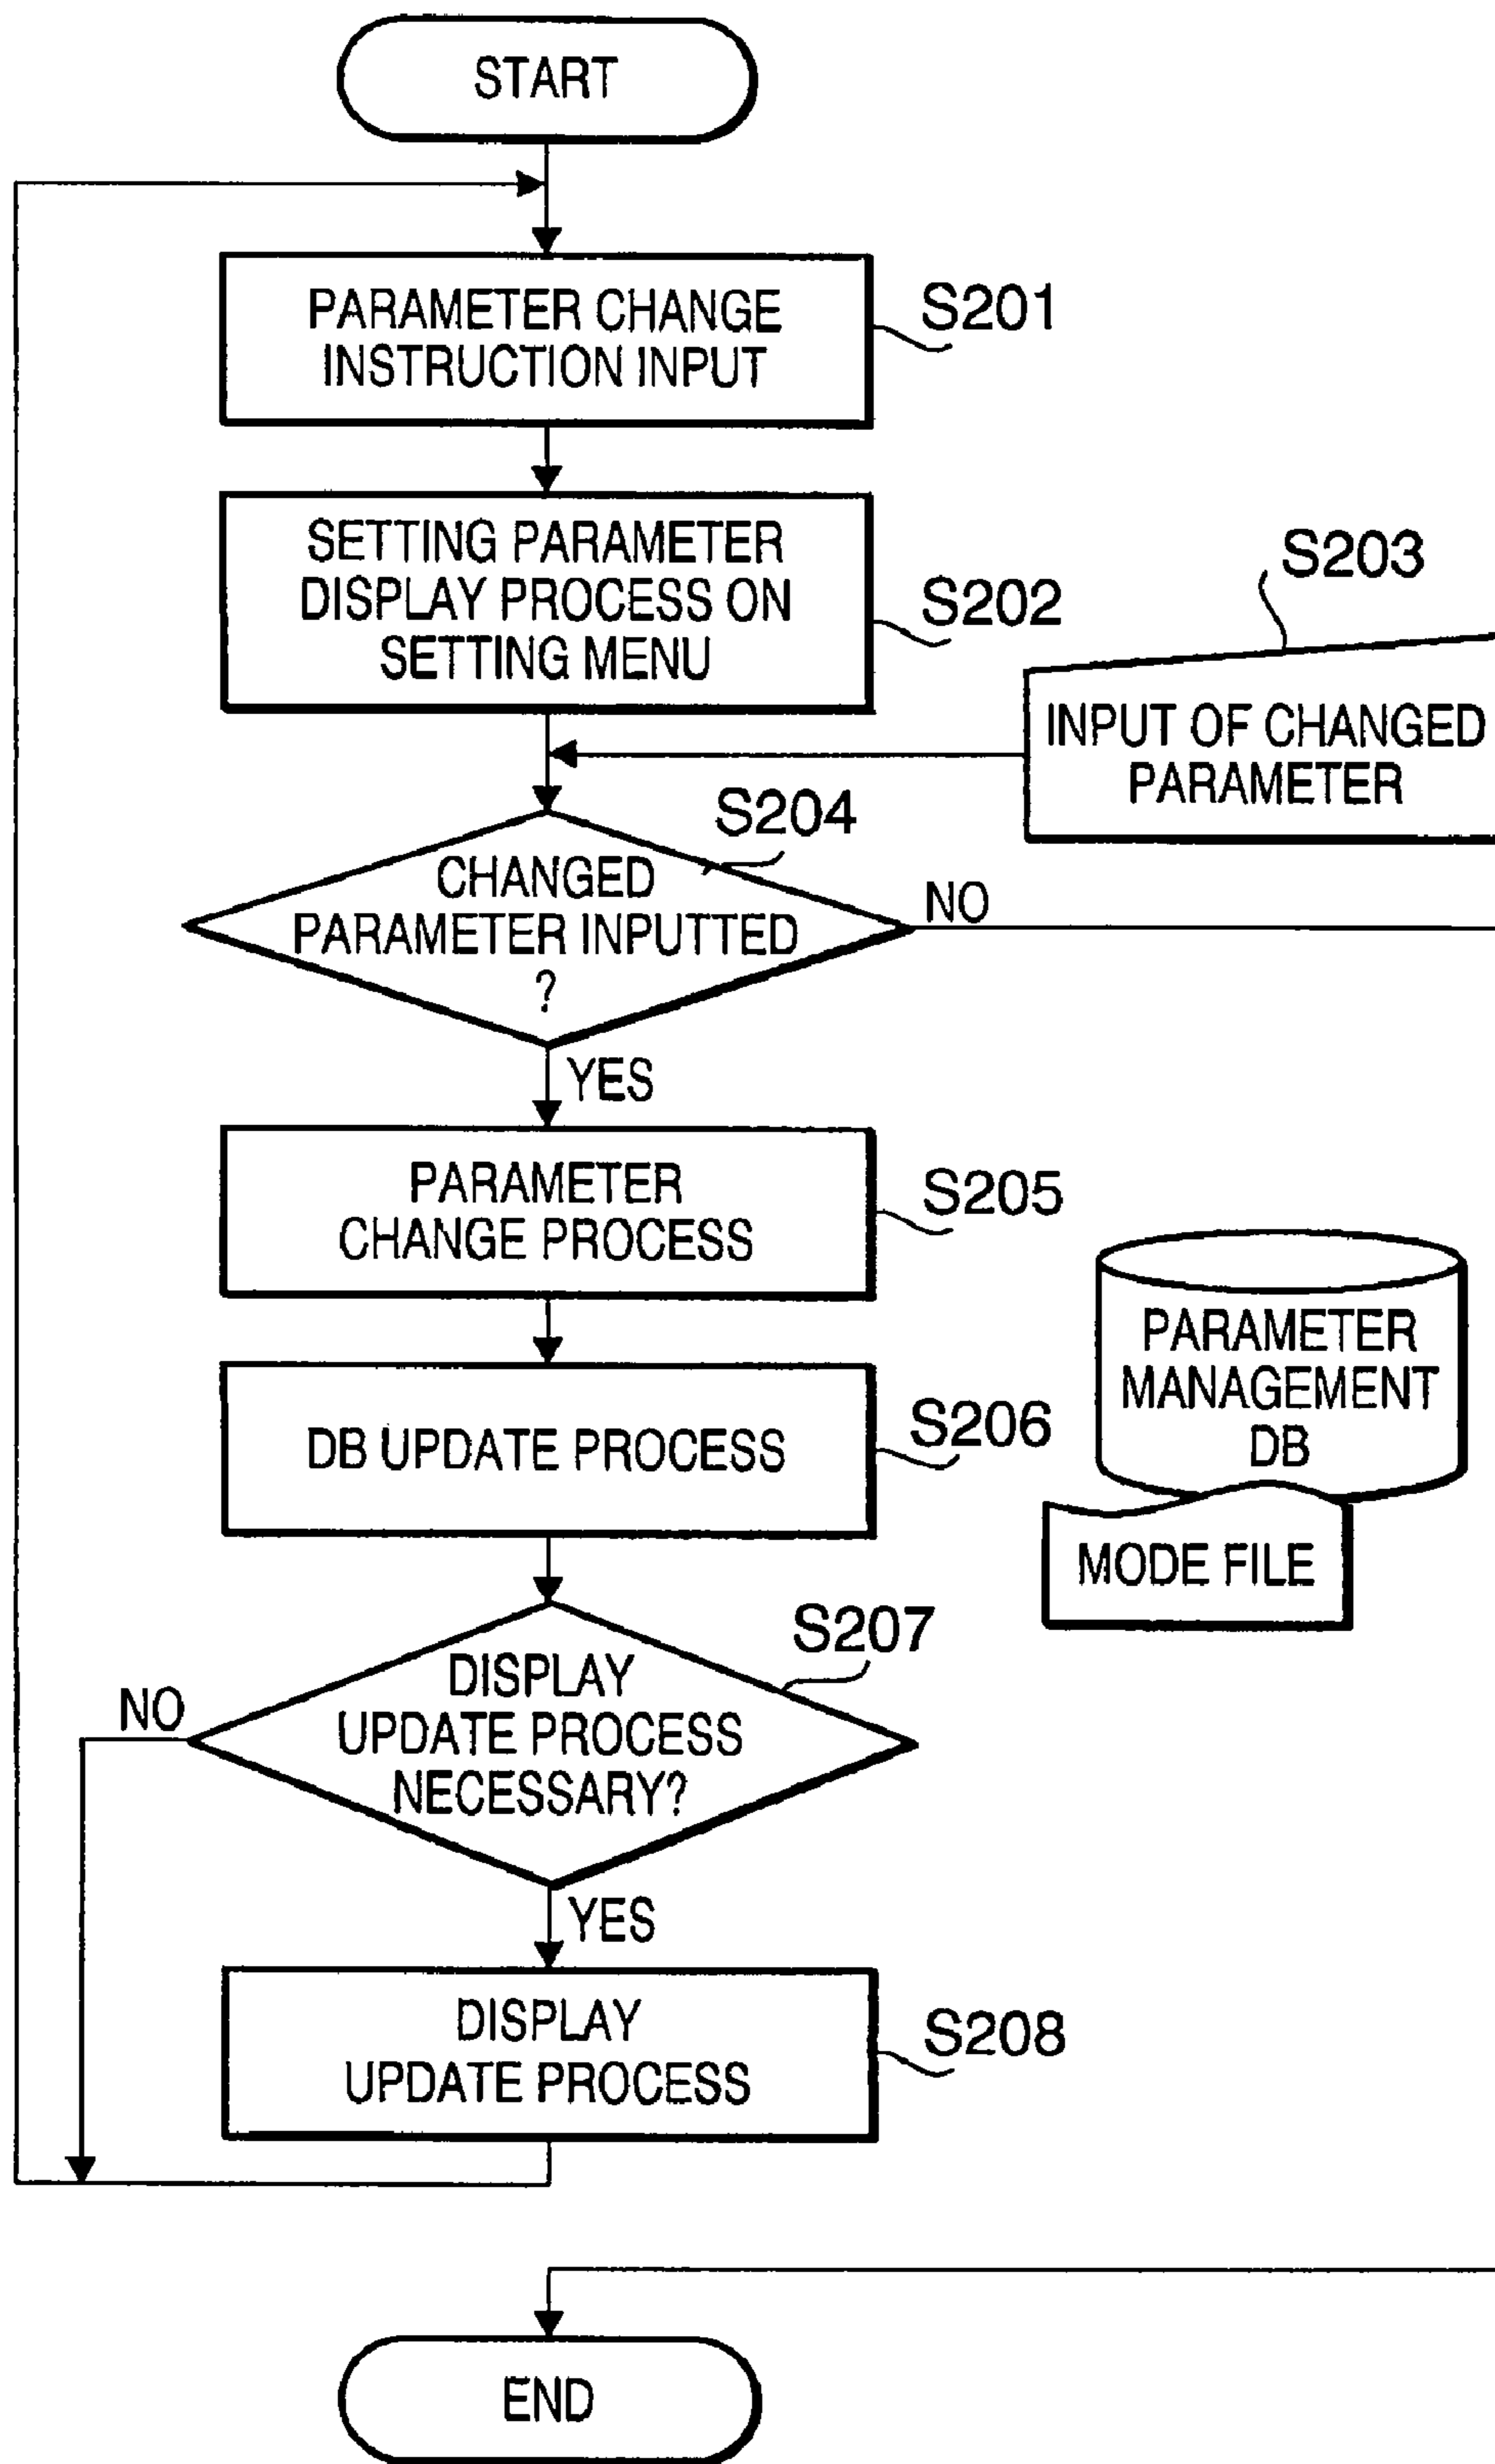 START
PARAMETER CHANGE
INSTRUCTION INPUT
S201
SETTING PARAMETER
DISPLAY PROCESS ON
SETTING MENU
S202
S203
INPUT OF CHANGED
PARAMETER
S204
CHANGED
PARAMETER INPUTTED
?
NO
YES
PARAMETER
CHANGE PROCESS
S205
PARAMETER
MANAGEMENT
DB
DB UPDATE PROCESS
S206
MODE FILE
S207
DISPLAY
UPDATE PROCESS
NECESSARY?
NO
YES
DISPLAY
UPDATE PROCESS
S208
END